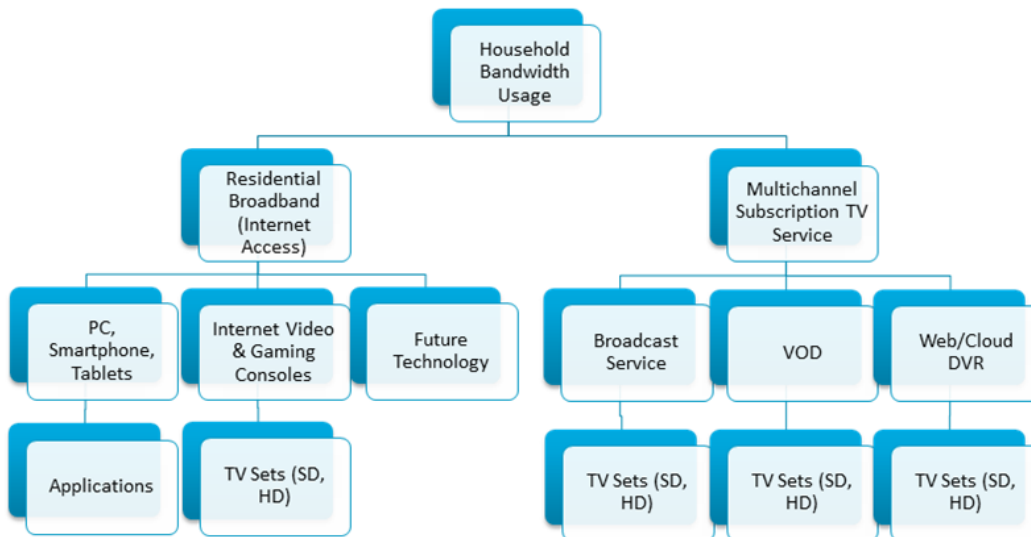 Household
Bandwidth
Usage
Residential
Broadband
(Internet
Access)
Multichannel
Subscription TV
Service
PC,
Smartphone,
Tablets
Internet Video
& Gaming
Consoles
Future
Technology
Broadcast
Service
VOD
Web/Cloud
DVR
Applications
TV Sets (SD,
HD)
TV Sets (SD,
HD)
TV Sets (SD,
HD)
TV Sets (SD,
HD)